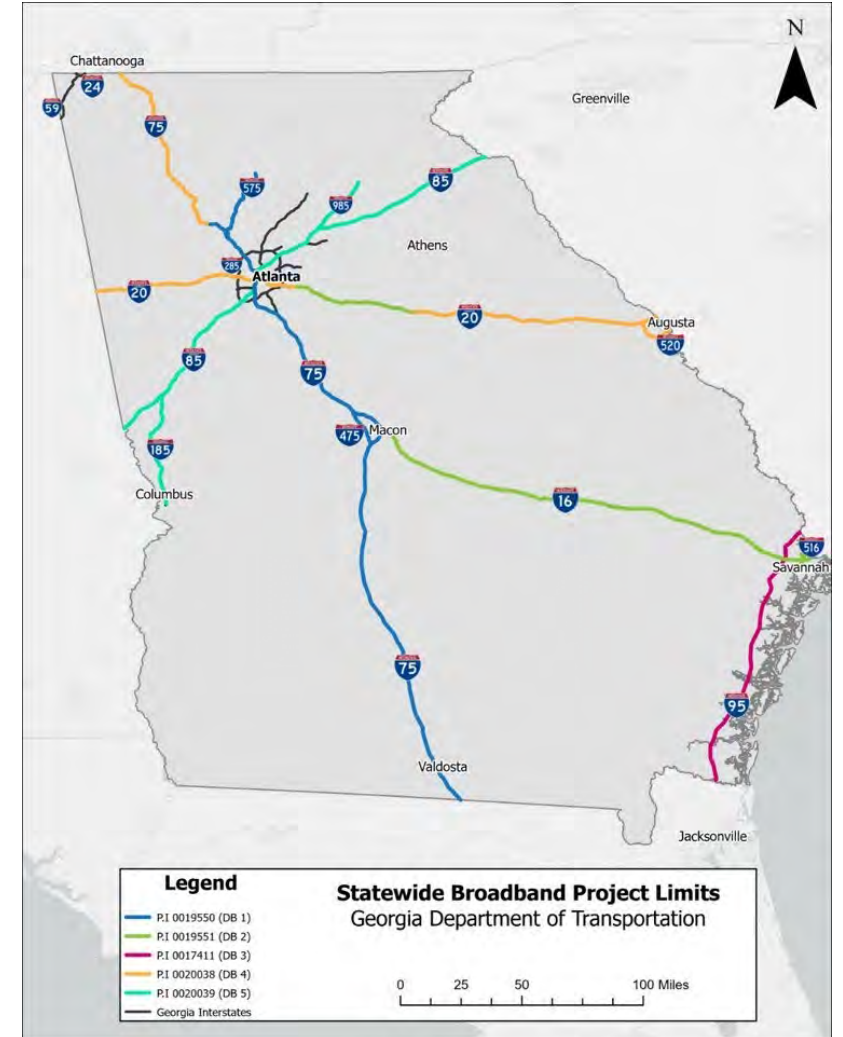 N
Chattanooga
24
59
Greenville
75
575
985
85
Athens
285
Atlanta
20
20
Augusta
520
85
75
475
Macon
185
Columbus
16
516
Savannah
75
95
Valdosta
Jacksonville
Legend
P.I 0019550 (DB 1)
P.I 0019551 (DB 2)
P.I 0017411 (DB 3)
P.I 0020038 (DB 4)
P.I 0020039 (DB 5)
Georgia Interstates
Statewide Broadband Project Limits
Georgia Department of Transportation
0 25 50 100 Miles